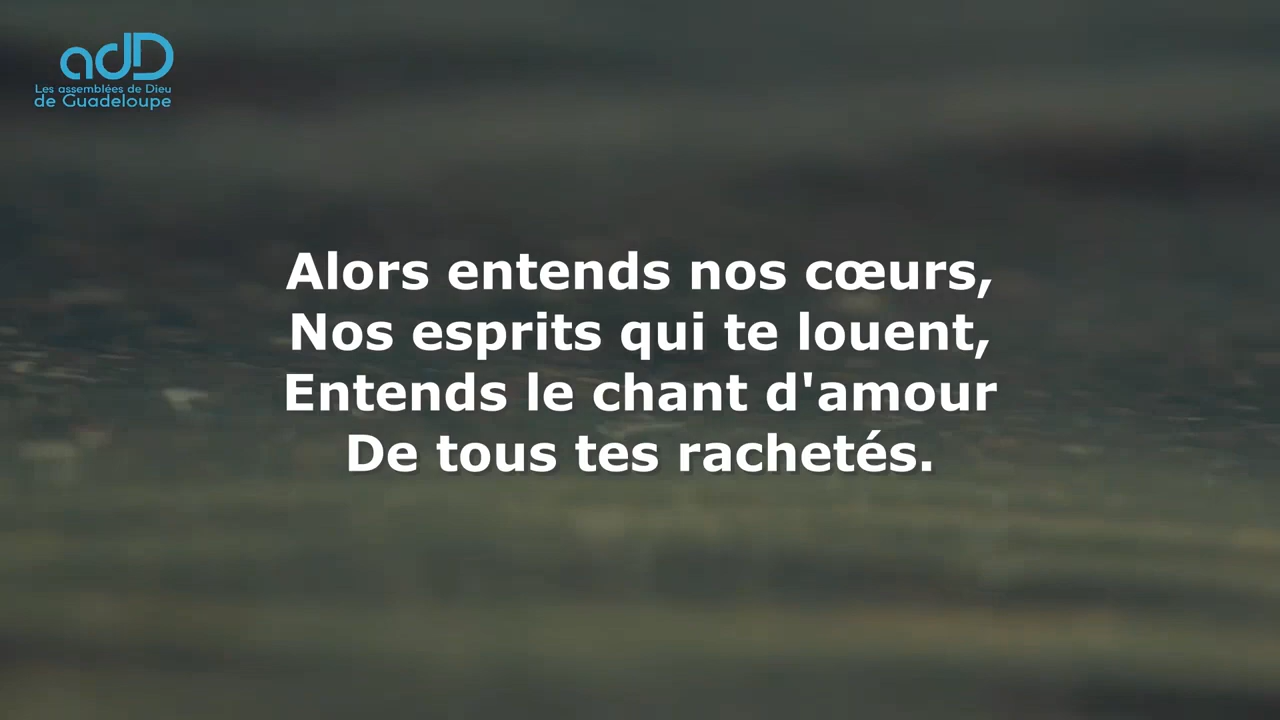 adD
Les assemblées de Dieu
de Guadeloupe
Alors entends nos cœurs,
Nos esprits qui te louent,
Entends le chant d'amour
De tous tes rachetés.